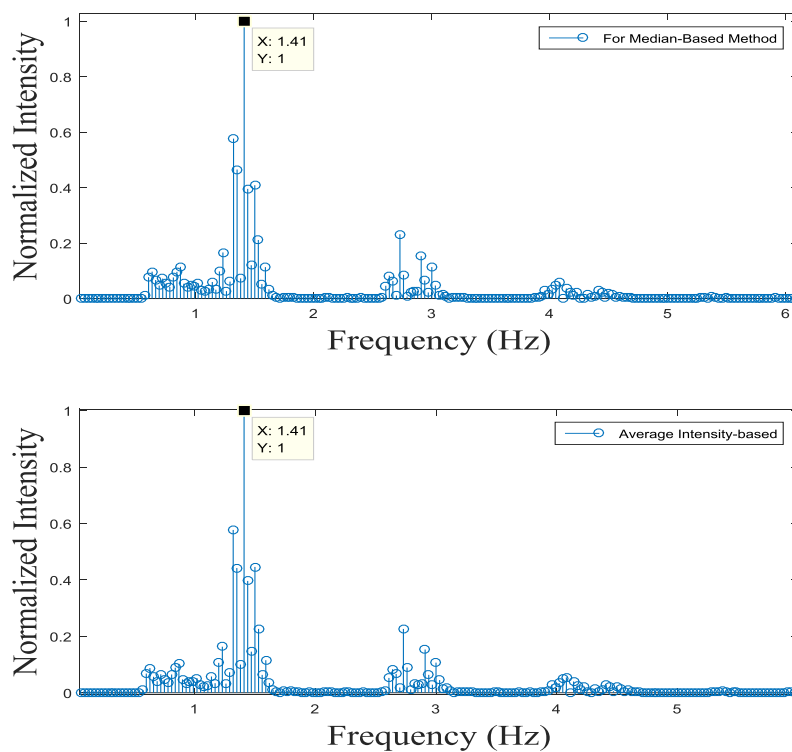 1
X: 1.41
Y: 1
For Median-Based Method
0.8
0.6
0.4
0.2
0
Normalized Intensity
1 2 3 4 5 6
Frequency (Hz)
1
X: 1.41
Y: 1
Average Intensity-based
0.8
0.6
0.4
0.2
0
Normalized Intensity
1 2 3 4 5
Frequency (Hz)